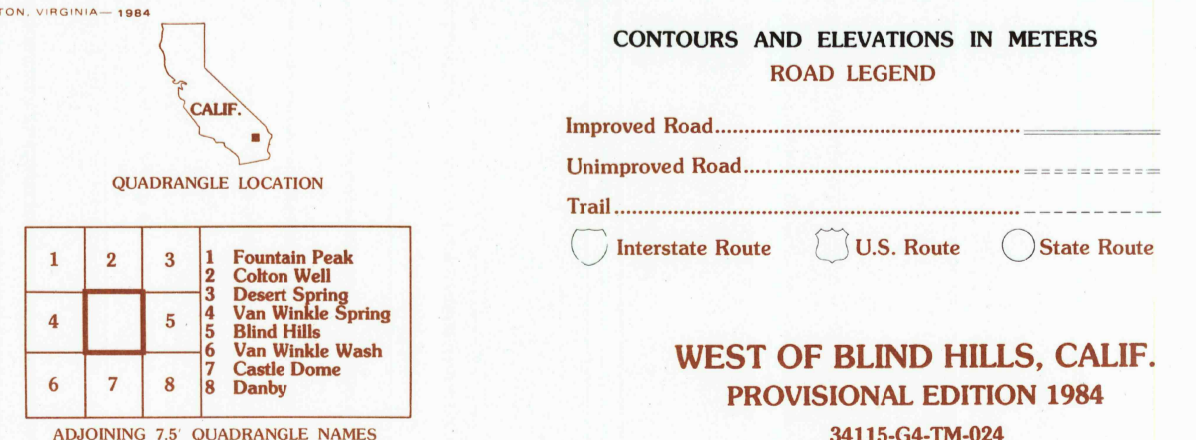 TON, VIRGINIA— 1984
CALIF.
QUADRANGLE LOCATION
1 2 3
4 5
6 7 8
1 Fountain Peak
2 Colton Well
3 Desert Spring
4 Van Winkle Spring
5 Blind Hills
6 Van Winkle Wash
7 Castle Dome
8 Danby
ADJOINING 7.5′ QUADRANGLE NAMES
CONTOURS AND ELEVATIONS IN METERS
ROAD LEGEND
Improved Road
Unimproved Road
Trail
Interstate Route U.S. Route State Route
WEST OF BLIND HILLS, CALIF.
PROVISIONAL EDITION 1984
34115-G4-TM-024